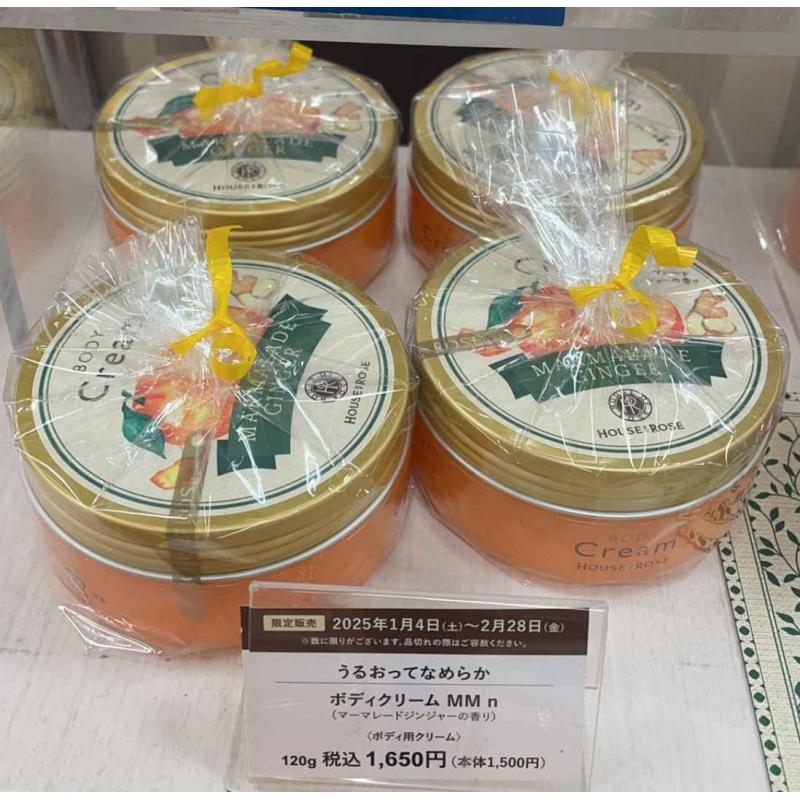 MARMALADE
GINGER
HOUSE OF ROSE
BODY
Cream
MARMALADE
GINGER
HOUSE OF ROSE
MARMALADE
GINGER
HOUSE OF ROSE
BODY
Cream
HOUSE OF ROSE
限定販売 2025年1月4日(土)〜2月28日(金)
※数に限りがございます。品切れの際はご容赦ください。
うるおってなめらか
ボディクリーム MM n
(マーマレードジンジャーの香り)
〈ボディ用クリーム〉
120g 税込1,650円(本体1,500円)